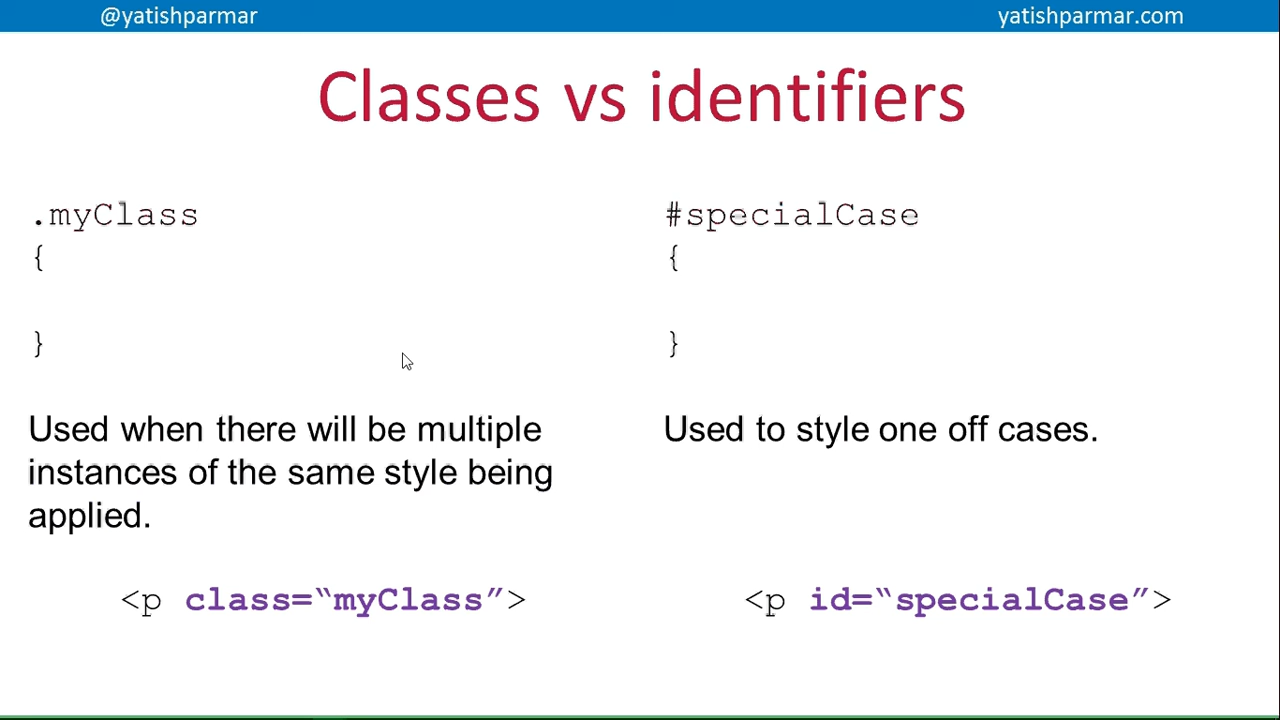 @yatishparmar yatishparmar.com
Classes vs identifiers
.myClass
{
}
Used when there will be multiple
instances of the same style being
applied.
<p class=“myClass”>
#specialCase
{
}
Used to style one off cases.
<p id=“specialCase”>